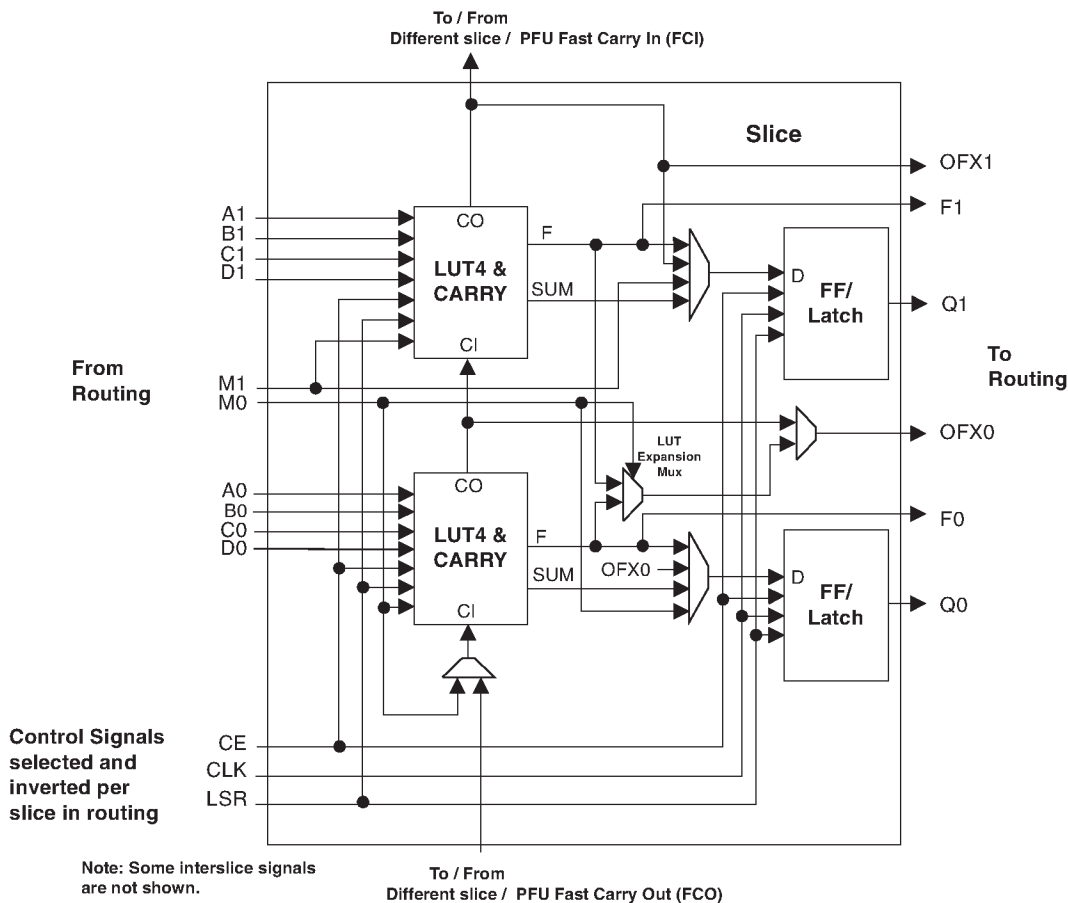 To / From
Different slice / PFU Fast Carry In (FCI)
Slice
OFX1
F1
A1
B1
C1
D1
CO
LUT4 &
CARRY
CI
F
SUM
D
FF/
Latch
Q1
From
Routing
M1
M0
To
Routing
OFX0
LUT
Expansion
Mux
A0
B0
C0
D0
CO
LUT4 &
CARRY
CI
F
OFX0
SUM
D
FF/
Latch
F0
Q0
Control Signals
selected and
inverted per
slice in routing
CE
CLK
LSR
Note: Some interslice signals
are not shown.
To / From
Different slice / PFU Fast Carry Out (FCO)